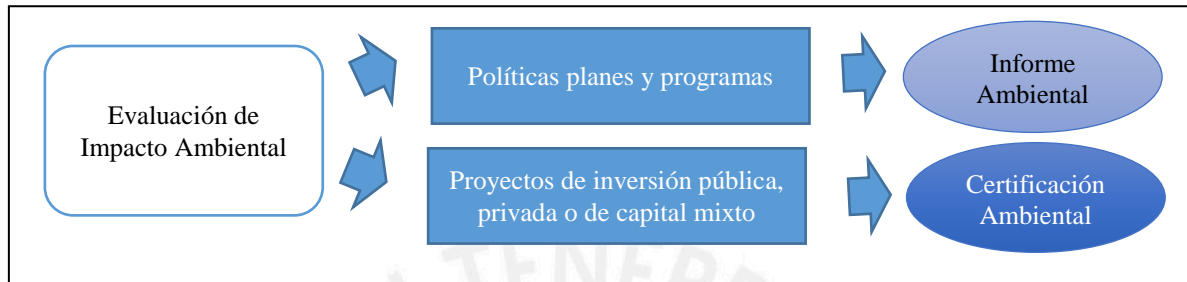 Evaluación de
Impacto Ambiental
Políticas planes y programas
Informe
Ambiental
Proyectos de inversión pública,
privada o de capital mixto
Certificación
Ambiental
TENEB